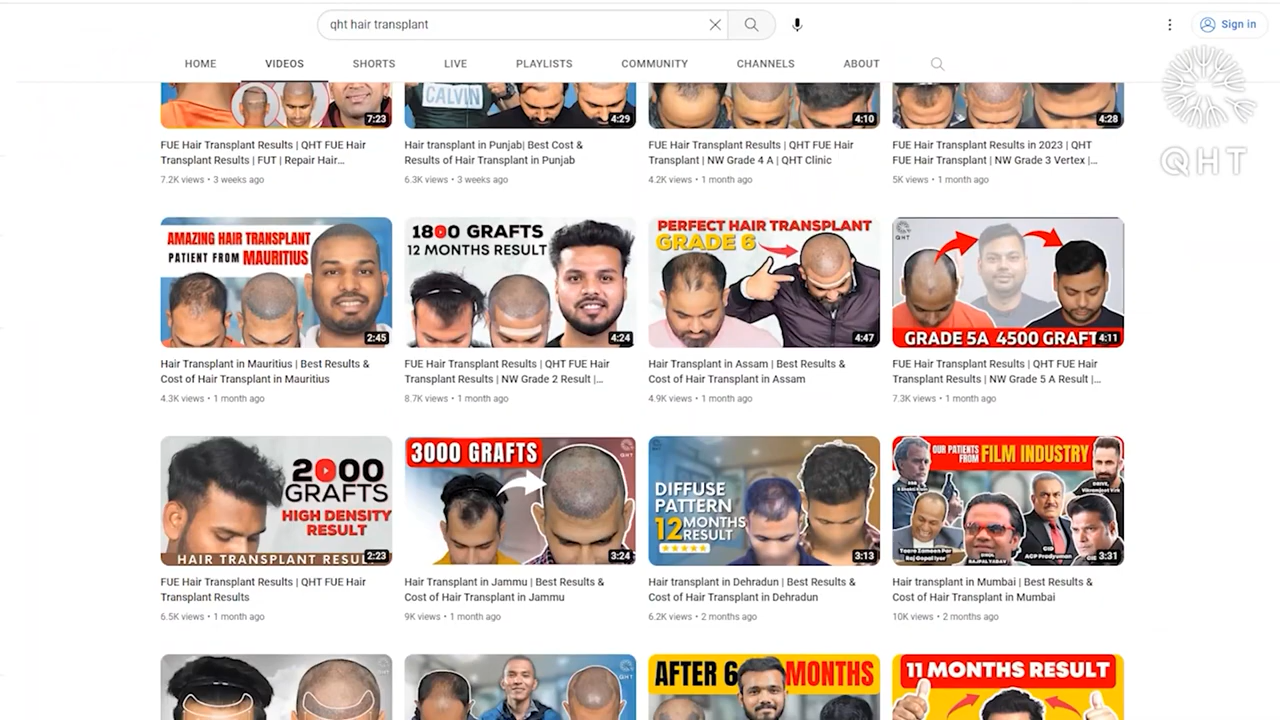 qht hair transplant
Sign in
HOME
VIDEOS
SHORTS
LIVE
PLAYLISTS
COMMUNITY
CHANNELS
ABOUT
QHT
CALVIN
7:23
4:29
4:10
4:28
FUE Hair Transplant Results | QHT FUE Hair
Transplant Results | FUT | Repair Hair...
7.2K views • 3 weeks ago
Hair transplant in Punjab| Best Cost &
Results of Hair Transplant in Punjab
6.3K views • 3 weeks ago
FUE Hair Transplant Results | QHT FUE Hair
Transplant | NW Grade 4 A | QHT Clinic
4.2K views • 1 month ago
FUE Hair Transplant Results in 2023 | QHT
FUE Hair Transplant | NW Grade 3 Vertex |...
5K views • 1 month ago
AMAZING HAIR TRANSPLANT
PATIENT FROM MAURITIUS
2:45
1800 GRAFTS
12 MONTHS RESULT
4:24
PERFECT HAIR TRANSPLANT
GRADE 6
4:47
QHT
GRADE 5A 4500 GRAFT
4:11
Hair Transplant in Mauritius | Best Results &
Cost of Hair Transplant in Mauritius
4.3K views • 1 month ago
FUE Hair Transplant Results | QHT FUE Hair
Transplant Results | NW Grade 2 Result |...
8.7K views • 1 month ago
Hair Transplant in Assam | Best Results &
Cost of Hair Transplant in Assam
4.9K views • 1 month ago
FUE Hair Transplant Results | QHT FUE Hair
Transplant Results | NW Grade 5 A Result |...
7.3K views • 1 month ago
2000
GRAFTS
HIGH DENSITY
RESULT
HAIR TRANSPLANT RESUL
2:23
3000 GRAFTS
3:24
DIFFUSE
PATTERN
12 MONTHS
RESULT
3:13
OUR PATIENTS
FROM FILM INDUSTRY
Taare Zameen Par
Rajgopal Iyer
RAJPAL YADAV
CID
ACP Pradyuman
3:31
FUE Hair Transplant Results | QHT FUE Hair
Transplant Results
6.5K views • 1 month ago
Hair Transplant in Jammu | Best Results &
Cost of Hair Transplant in Jammu
9K views • 1 month ago
Hair transplant in Dehradun | Best Results &
Cost of Hair Transplant in Dehradun
6.2K views • 2 months ago
Hair transplant in Mumbai | Best Results &
Cost of Hair Transplant in Mumbai
10K views • 2 months ago
AFTER 6 MONTHS
11 MONTHS RESULT